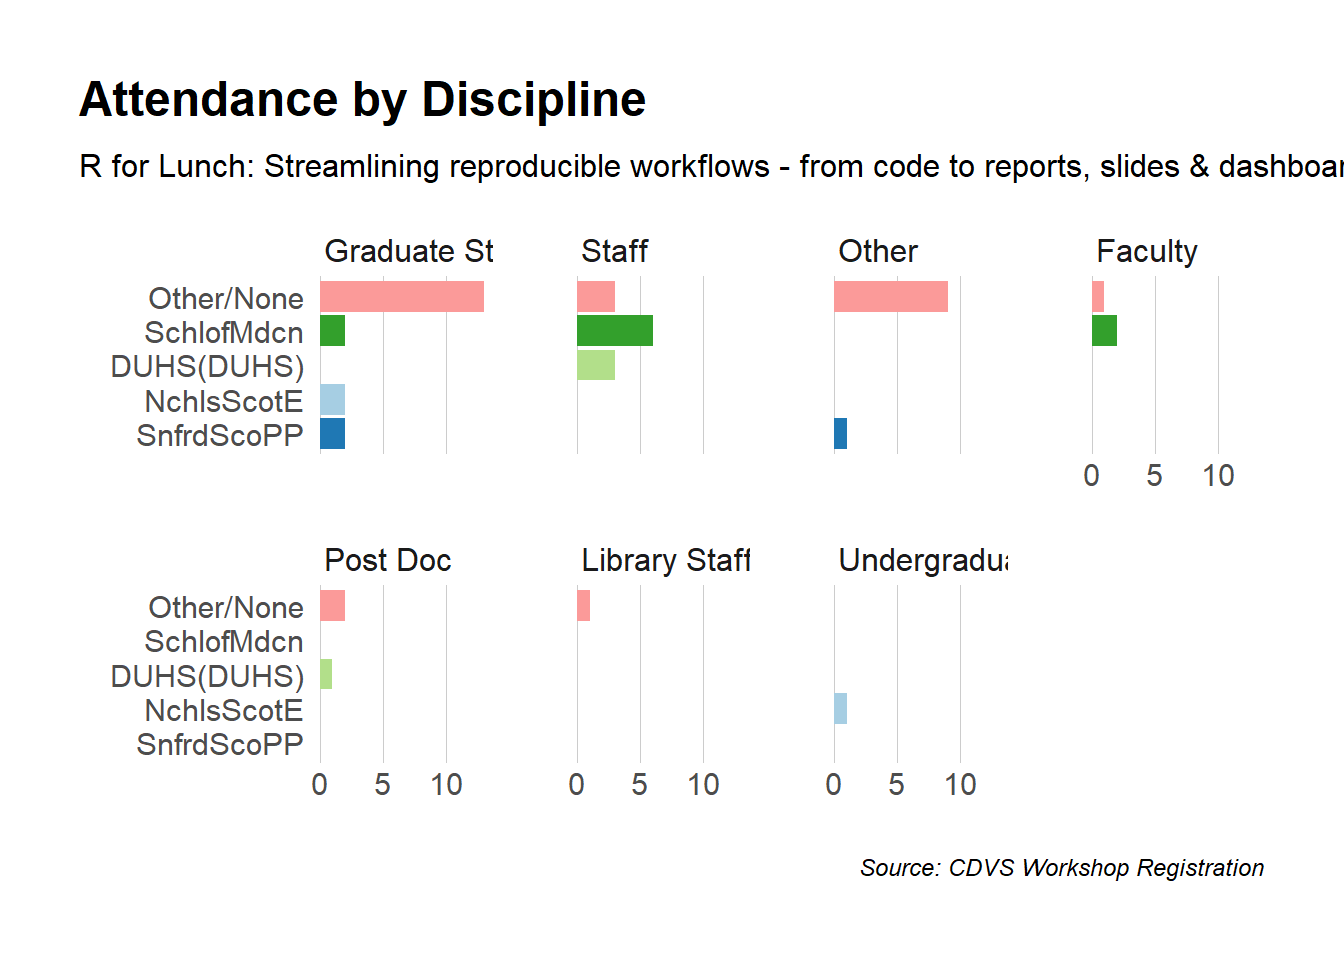 Attendance by Discipline
R for Lunch: Streamlining reproducible workflows - from code to reports, slides & dashboar
Graduate St Staff Other Faculty
Other/None
SchlofMdcn
DUHS(DUHS)
NchlsScotE
SnfrdScoPP
0 5 10
Post Doc Library Staff Undergradua
Other/None
SchlofMdcn
DUHS(DUHS)
NchlsScotE
SnfrdScoPP
0 5 10 0 5 10 0 5 10
Source: CDVS Workshop Registration